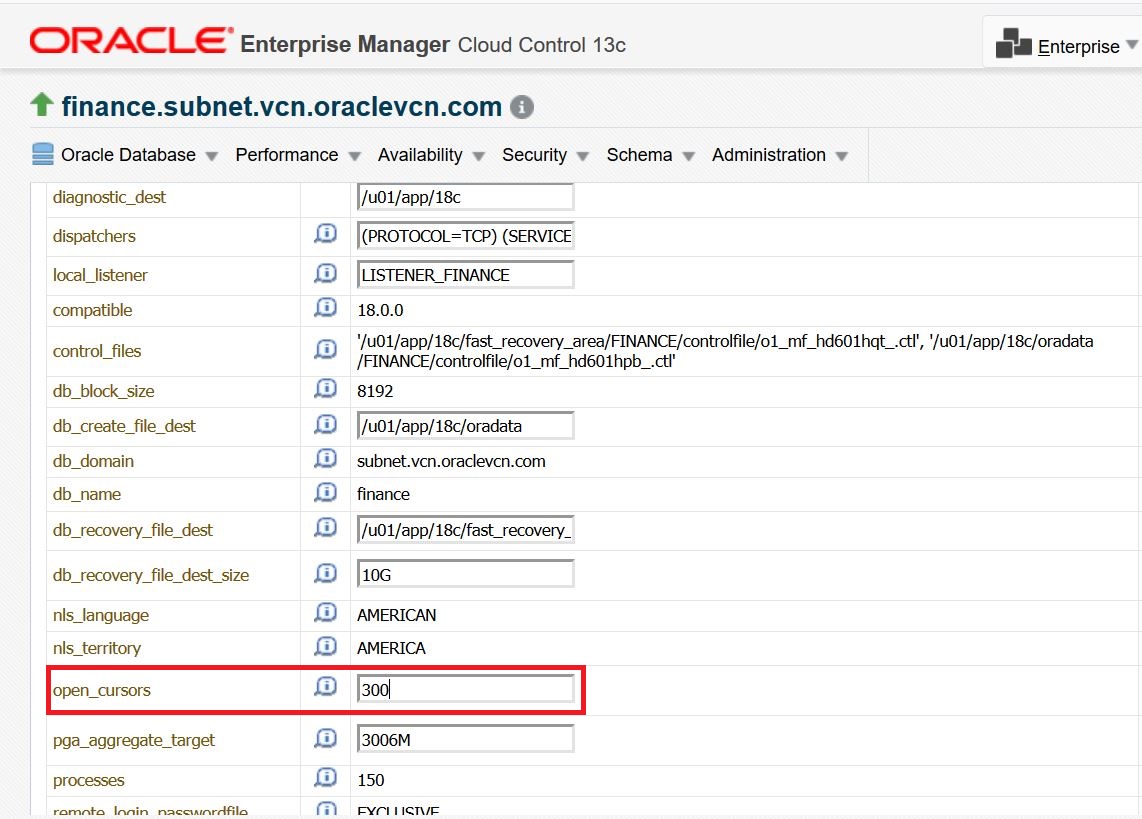 ORACLE® Enterprise Manager Cloud Control 13c
Enterprise
finance.subnet.vcn.oraclevcn.com
Oracle Database Performance Availability Security Schema Administration
diagnostic_dest /u01/app/18c
dispatchers (PROTOCOL=TCP) (SERVICE
local_listener LISTENER_FINANCE
compatible 18.0.0
control_files '/u01/app/18c/fast_recovery_area/FINANCE/controlfile/o1_mf_hd601hqt_.ctl', '/u01/app/18c/oradata
/FINANCE/controlfile/o1_mf_hd601hpb_.ctl'
db_block_size 8192
db_create_file_dest /u01/app/18c/oradata
db_domain subnet.vcn.oraclevcn.com
db_name finance
db_recovery_file_dest /u01/app/18c/fast_recovery_
db_recovery_file_dest_size 10G
nls_language AMERICAN
nls_territory AMERICA
open_cursors 300
pga_aggregate_target 3006M
processes 150
remote_login_passwordfile EXCLUSIVE